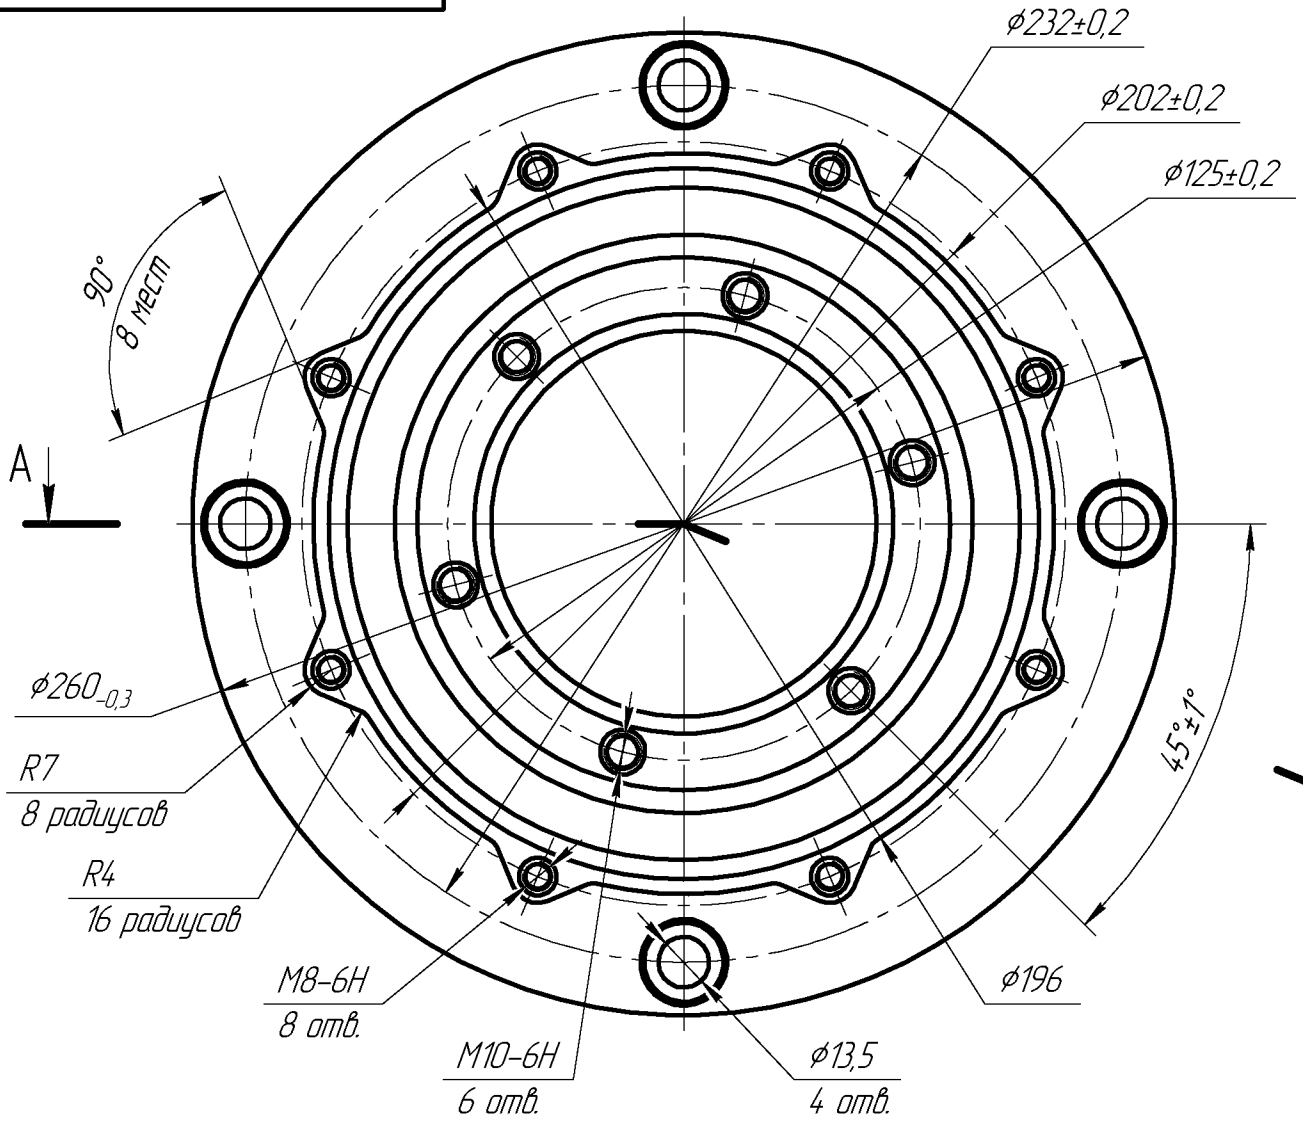 ⌀232±0,2
⌀202±0,2
⌀125±0,2
90°
8 мест
А
⌀260₋₀,₃
R7
8 радиусов
R4
16 радиусов
45°±1°
M8-6H
8 отв.
M10-6H
6 отв.
⌀13,5
4 отв.
⌀196